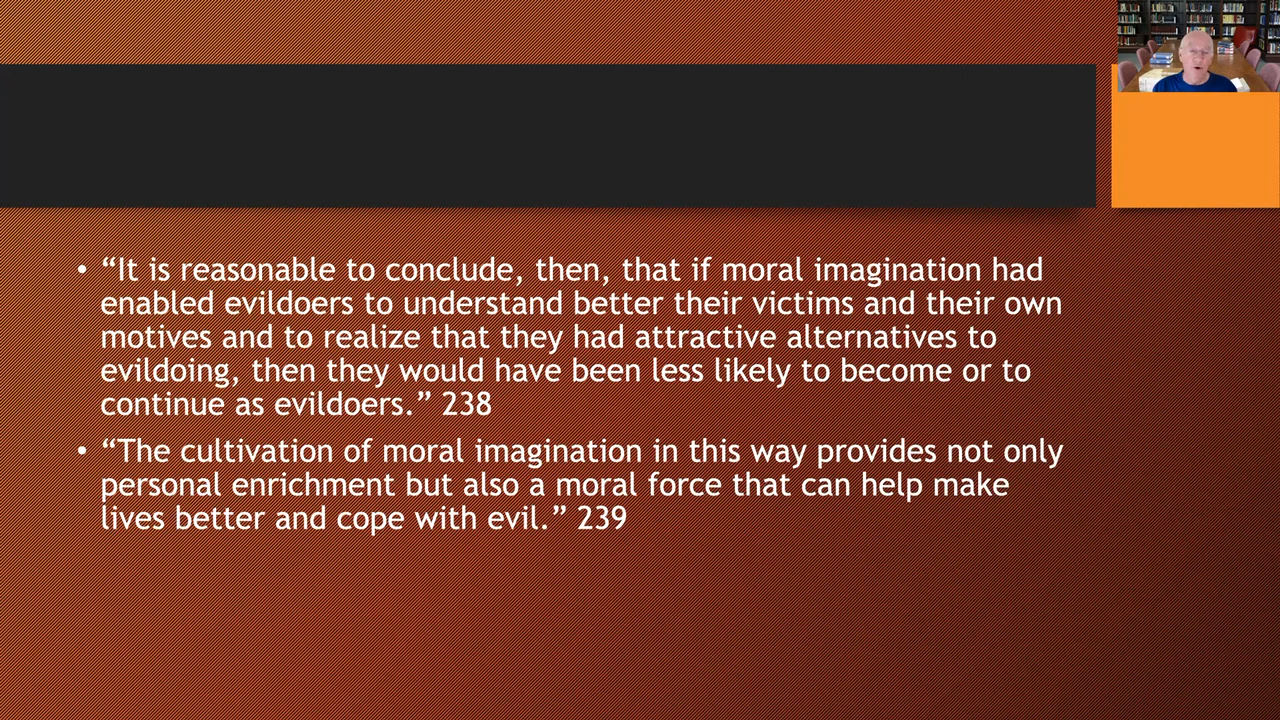 • “It is reasonable to conclude, then, that if moral imagination had
enabled evildoers to understand better their victims and their own
motives and to realize that they had attractive alternatives to
evildoing, then they would have been less likely to become or to
continue as evildoers.” 238
• “The cultivation of moral imagination in this way provides not only
personal enrichment but also a moral force that can help make
lives better and cope with evil.” 239